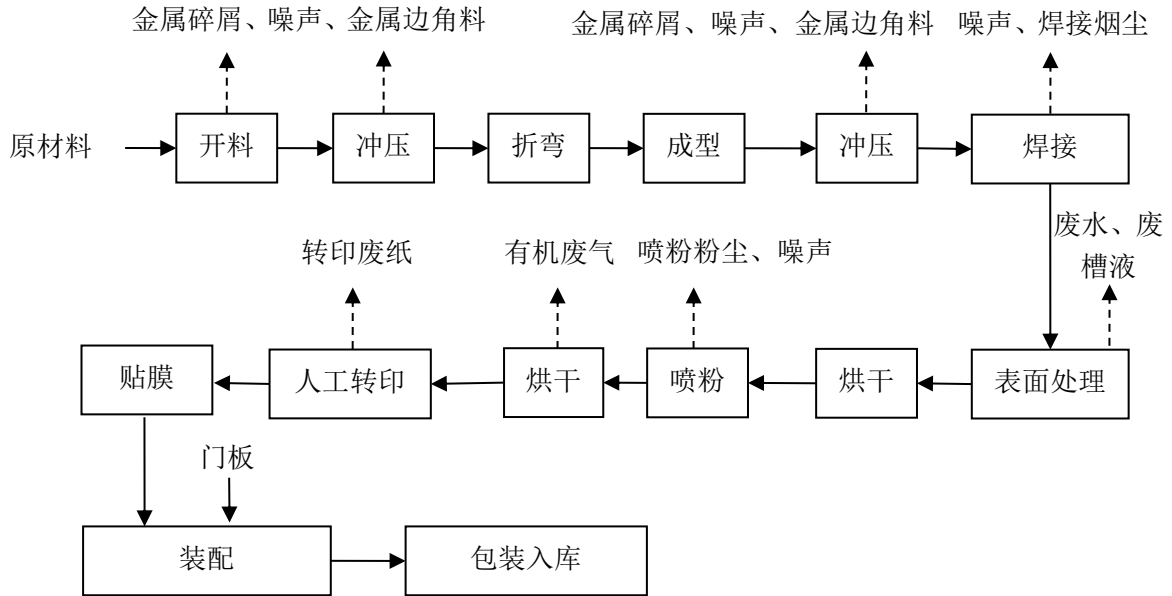 金属碎屑、噪声、金属边角料
金属碎屑、噪声、金属边角料
噪声、焊接烟尘
原材料
开料
冲压
折弯
成型
冲压
焊接
转印废纸
有机废气
喷粉粉尘、噪声
废水、废
槽液
贴膜
人工转印
烘干
喷粉
烘干
表面处理
门板
装配
包装入库